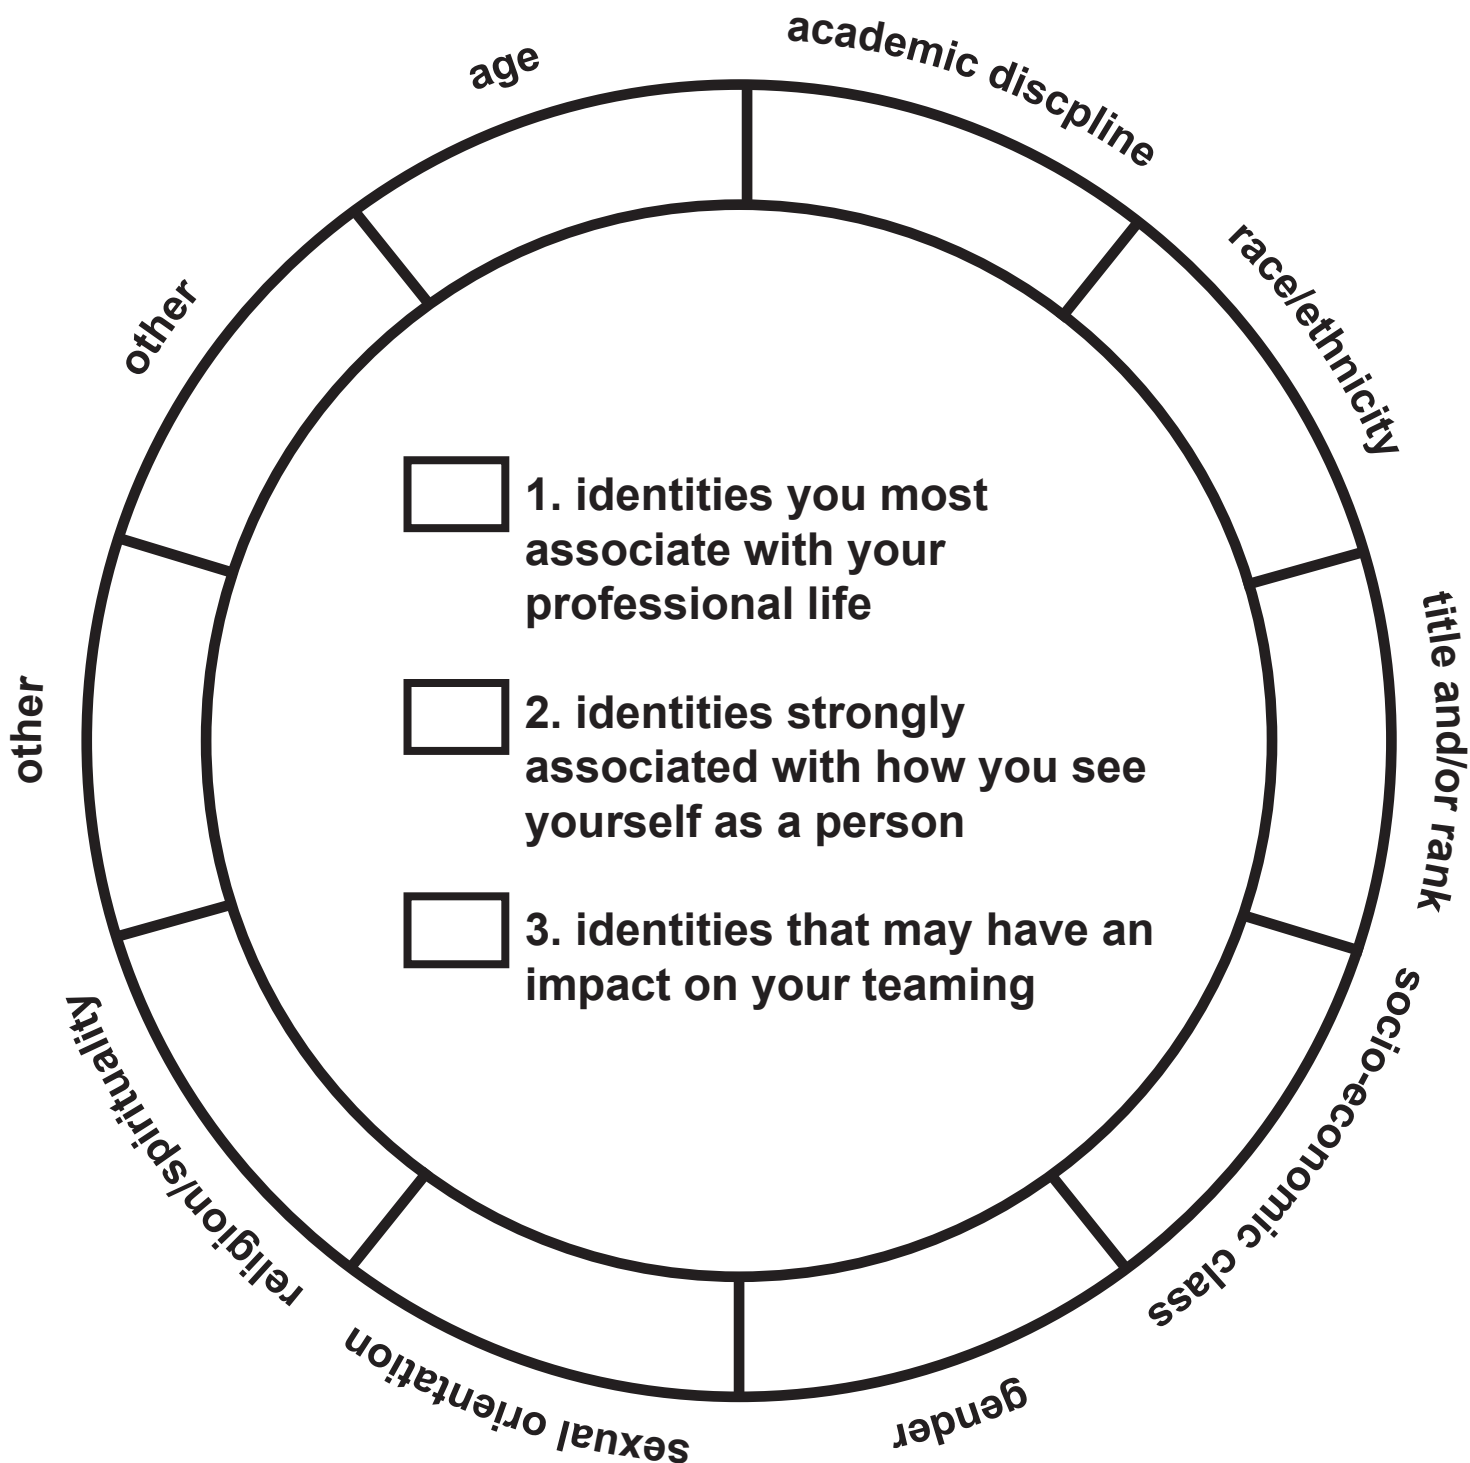 academic discpline
race/ethnicity
title and/or rank
socio-economic class
gender
sexual orientation
religion/spirituality
other
other
age
1. identities you most
associate with your
professional life
2. identities strongly
associated with how you see
yourself as a person
3. identities that may have an
impact on your teaming